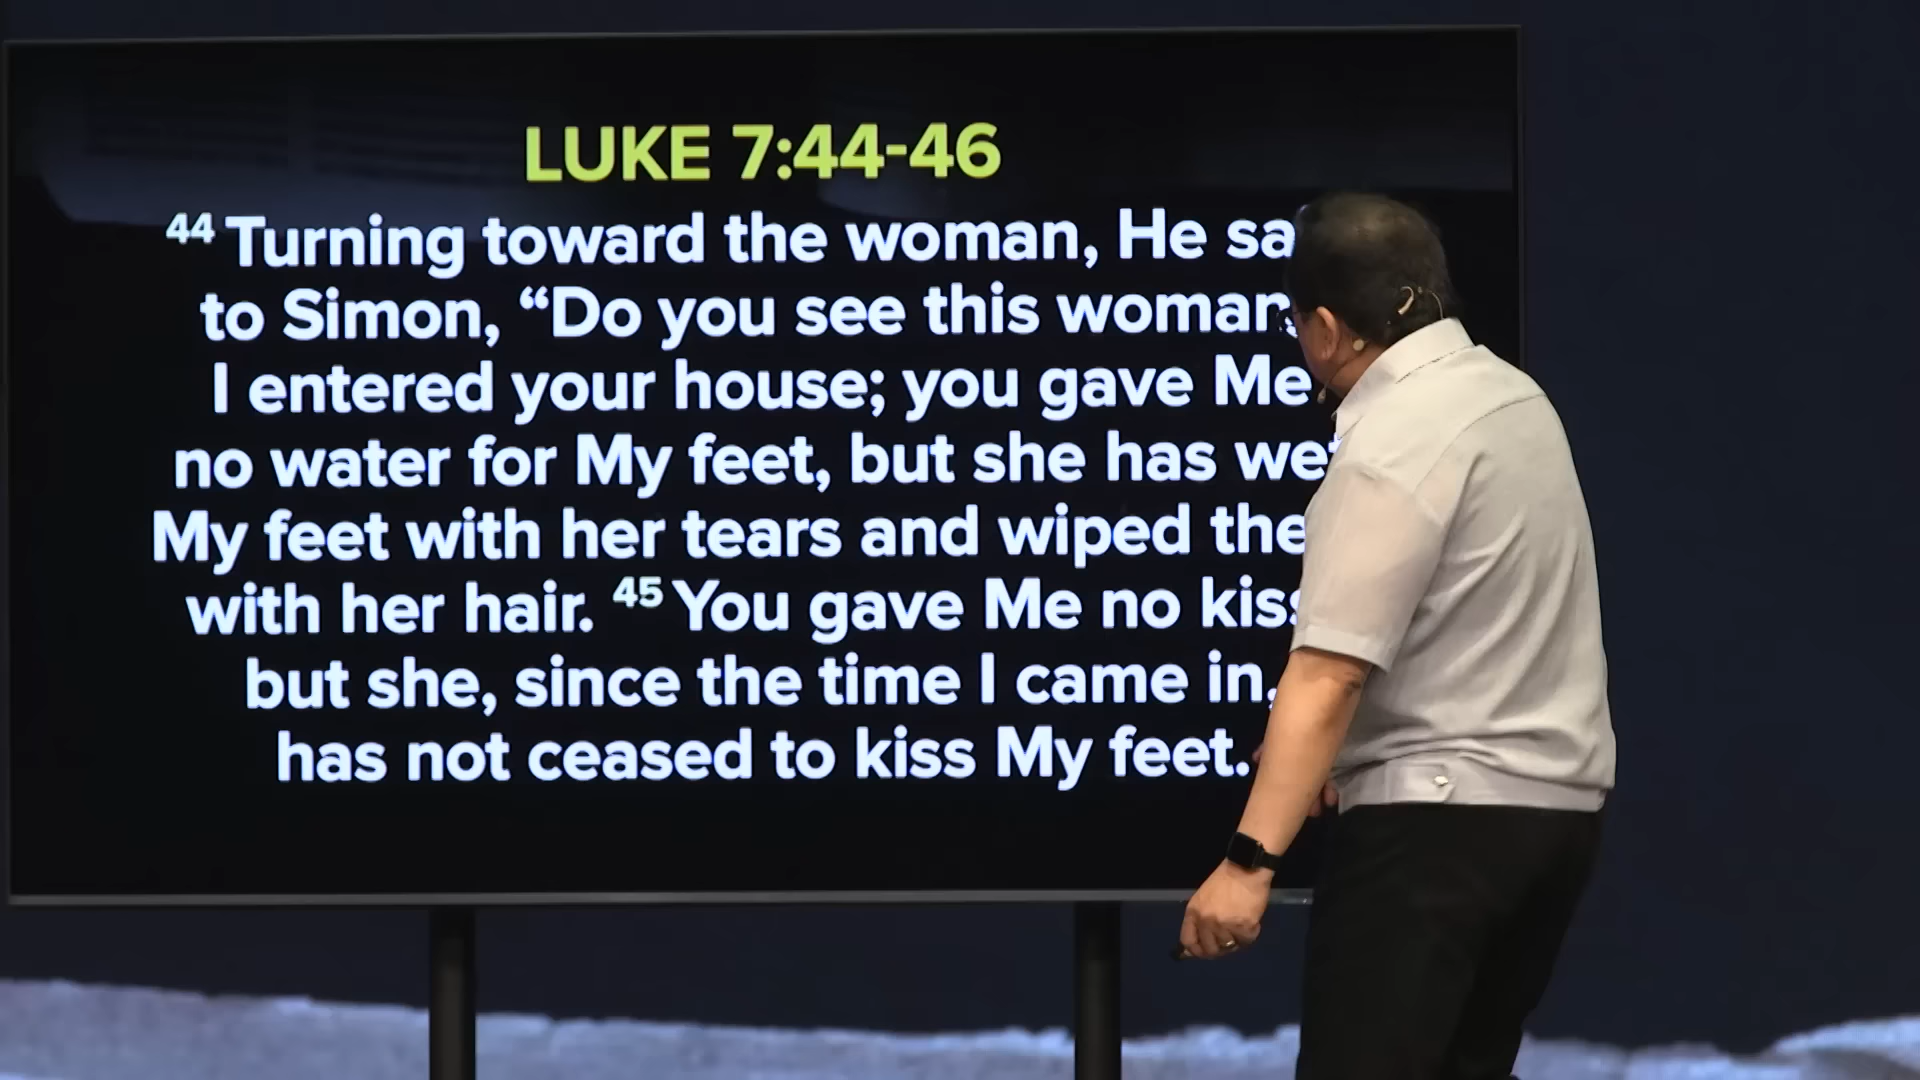 LUKE 7:44-46
44 Turning toward the woman, He
to Simon, “Do you see this woman
I entered your house; you gave Me
no water for My feet, but she has wet
My feet with her tears and wiped
with her hair. 45 You gave Me no kiss
but she, since the time I came in,
has not ceased to kiss My feet.